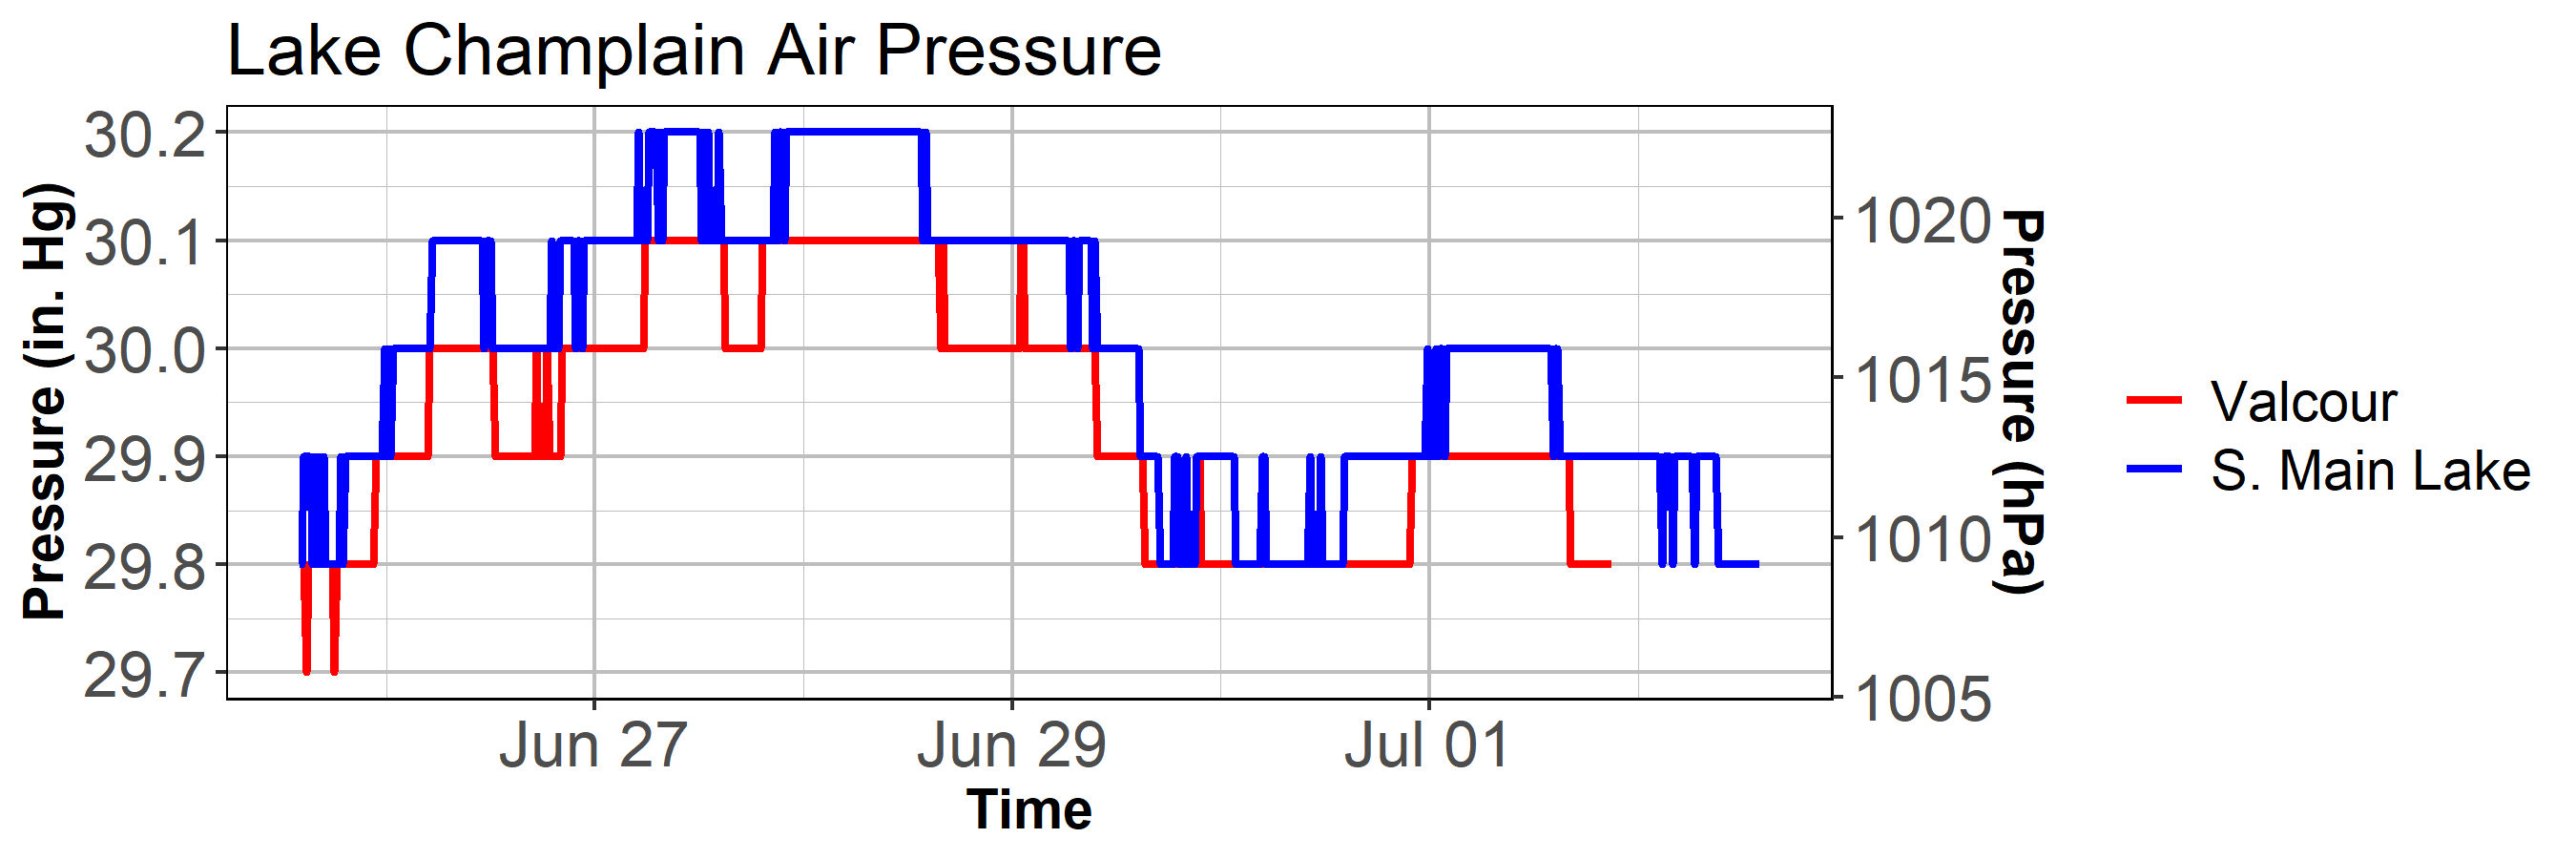 Lake Champlain Air Pressure
Pressure (in. Hg)
30.2
30.1
30.0
29.9
29.8
29.7
1020
1015
1010
1005
Pressure (hPa)
Jun 27
Jun 29
Jul 01
Time
Valcour
S. Main Lake